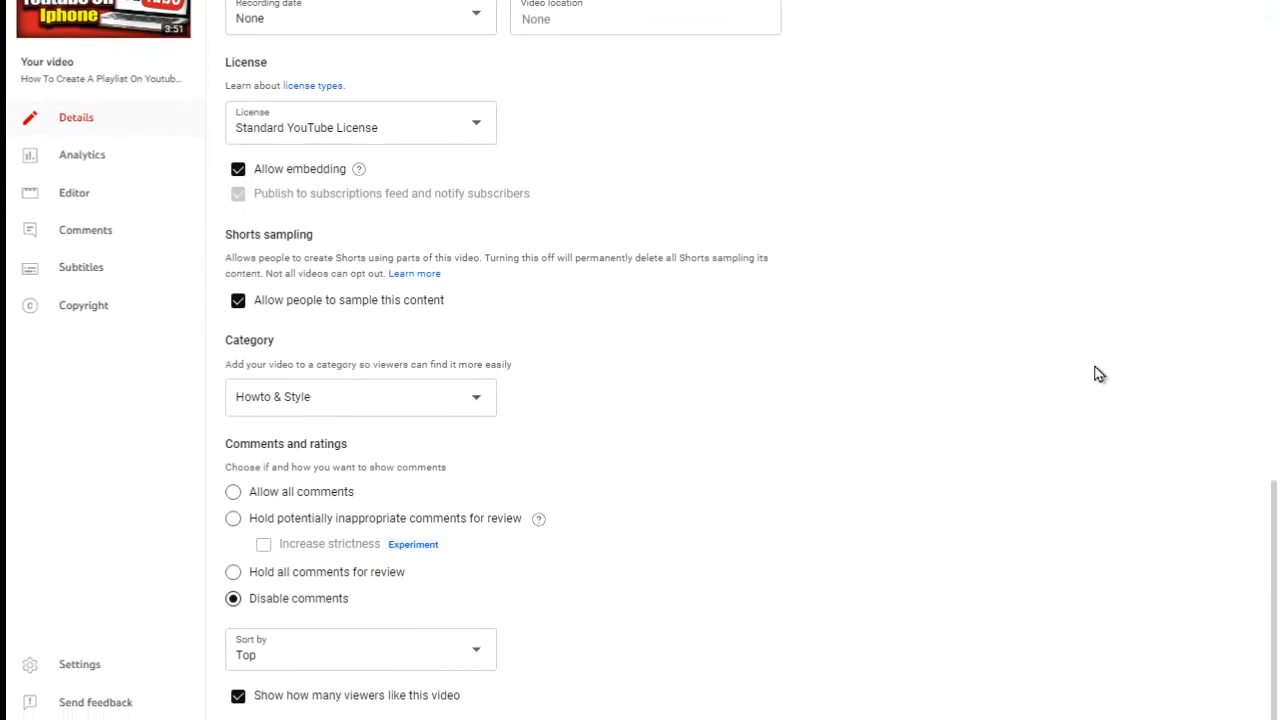 Youtube On
Iphone
3:51
Your video
How To Create A Playlist On Youtub...
Details
Analytics
Editor
Comments
Subtitles
Copyright
Settings
Send feedback
Recording date
None
Video location
None
License
Learn about license types.
License
Standard YouTube License
Allow embedding
Publish to subscriptions feed and notify subscribers
Shorts sampling
Allows people to create Shorts using parts of this video. Turning this off will permanently delete all Shorts sampling its
content. Not all videos can opt out. Learn more
Allow people to sample this content
Category
Add your video to a category so viewers can find it more easily
Howto & Style
Comments and ratings
Choose if and how you want to show comments
Allow all comments
Hold potentially inappropriate comments for review
Increase strictness Experiment
Hold all comments for review
Disable comments
Sort by
Top
Show how many viewers like this video